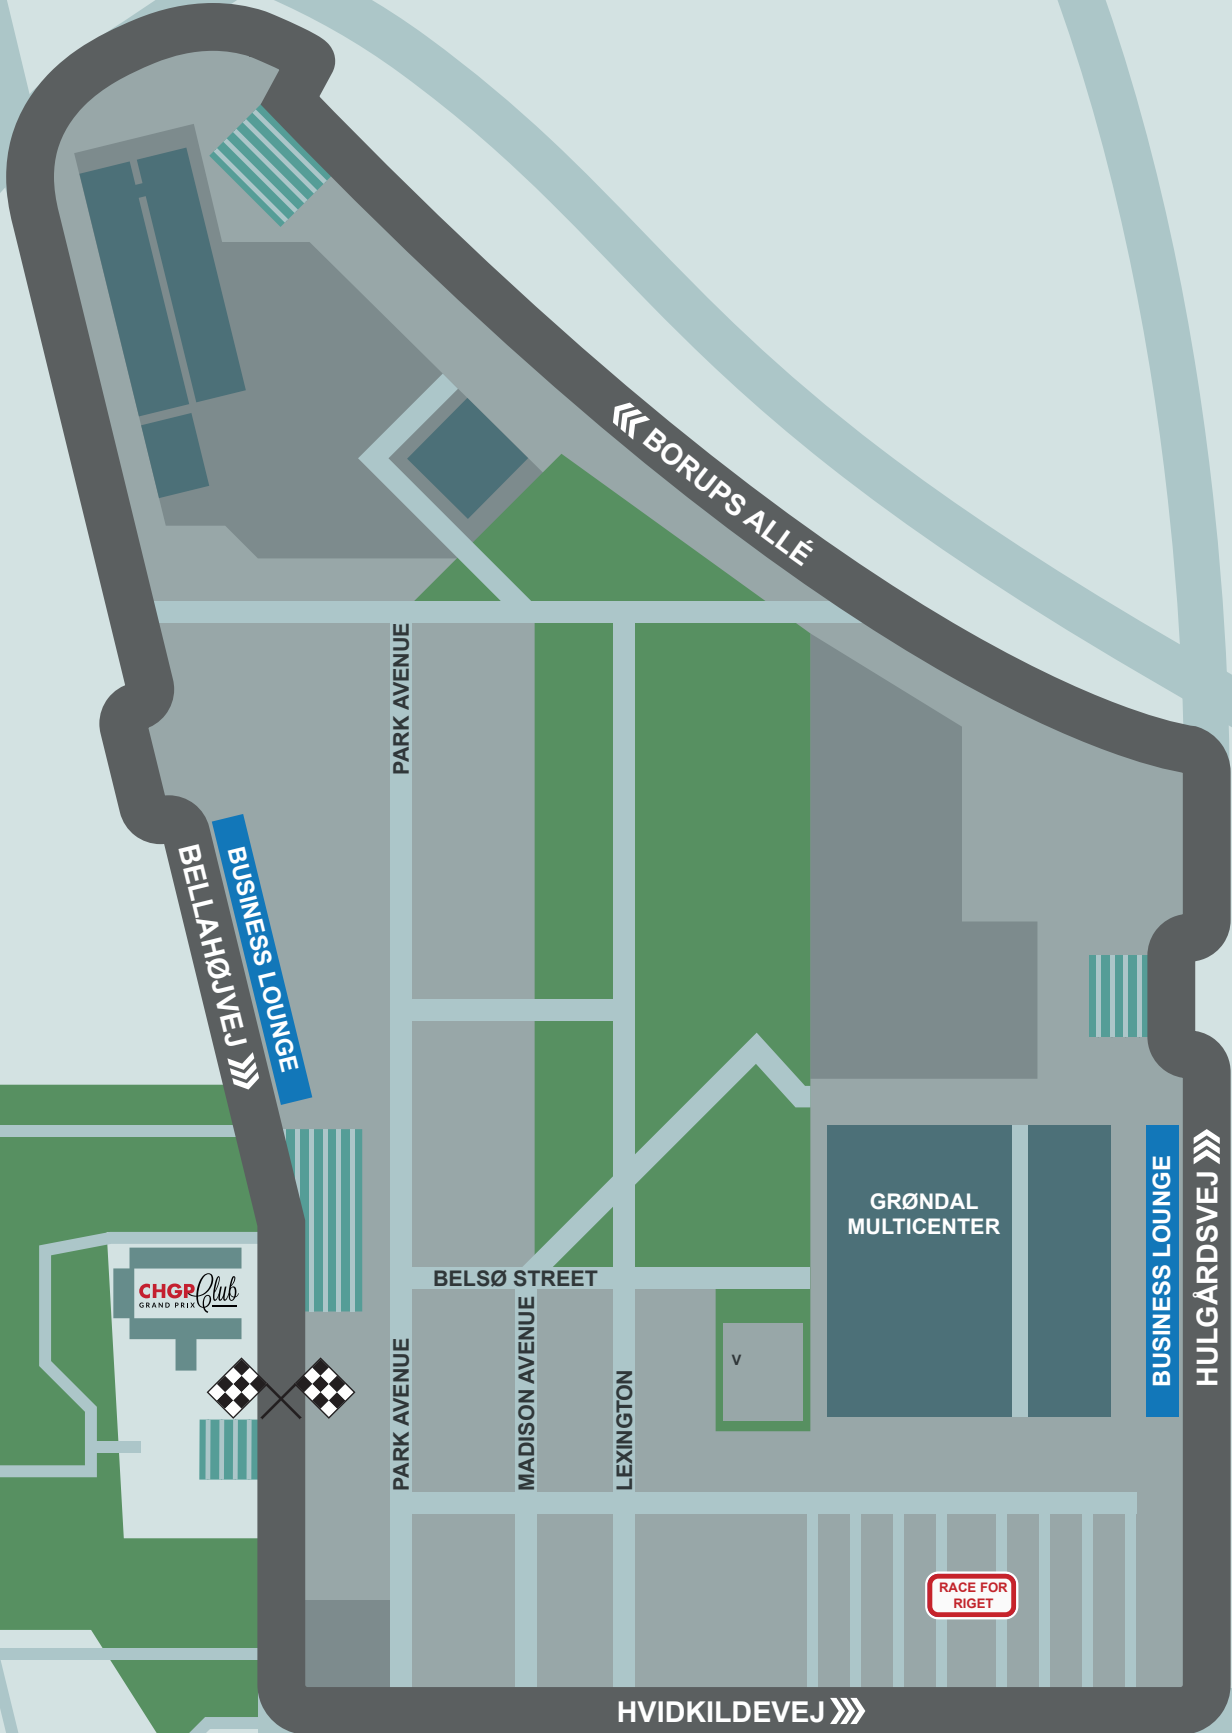 BORUPS ALLÉ
PARK AVENUE
BELLAHØJVEJ
BUSINESS LOUNGE
GRØNDAL
MULTICENTER
BUSINESS LOUNGE
HULGÅRDSVEJ
BELSØ STREET
CHGP Club
GRAND PRIX
PARK AVENUE
MADISON AVENUE
LEXINGTON
V
RACE FOR
RIGET
HVIDKILDEVEJ